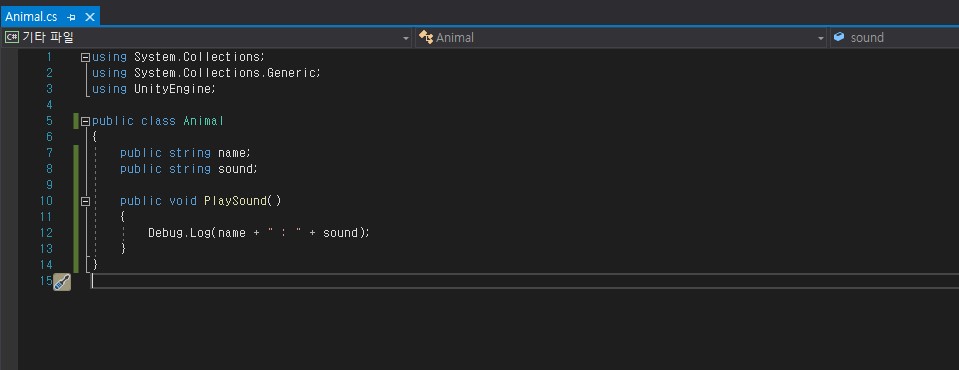 Animal.cs
C# 기타 파일 Animal sound
1 using System.Collections;
2 using System.Collections.Generic;
3 using UnityEngine;
4
5 public class Animal
6 {
7 public string name;
8 public string sound;
9
10 public void PlaySound()
11 {
12 Debug.Log(name + " : " + sound);
13 }
14 }
15